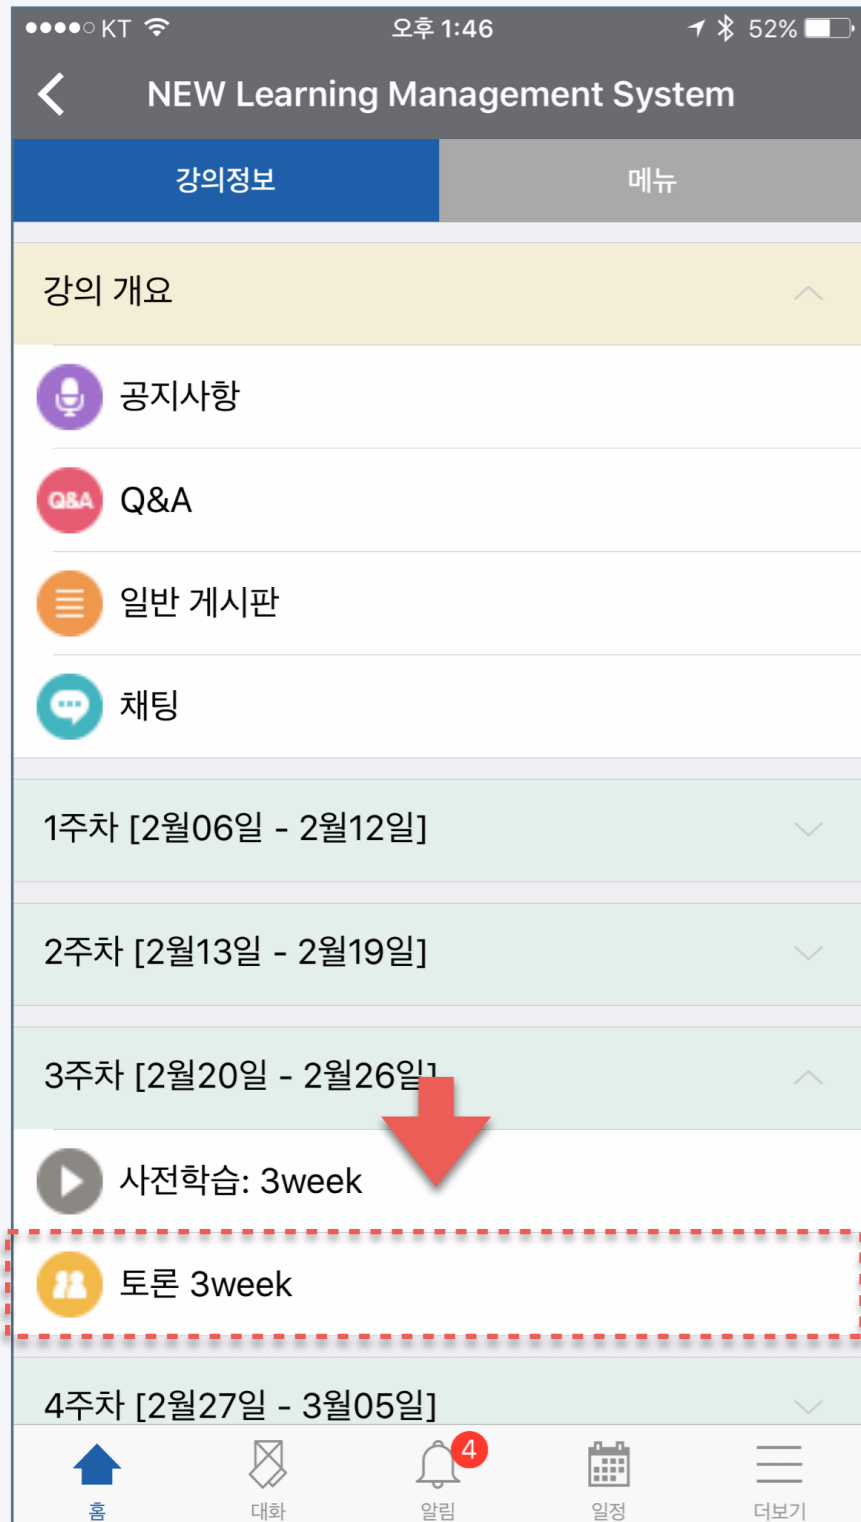 KT 오후 1:46 52%
NEW Learning Management System
강의정보 메뉴
강의 개요
공지사항
Q&A Q&A
일반 게시판
채팅
1주차 [2월06일 - 2월12일]
2주차 [2월13일 - 2월19일]
3주차 [2월20일 - 2월26일]
사전학습: 3week
토론 3week
4주차 [2월27일 - 3월05일]
4
홈 대화 알림 일정 더보기